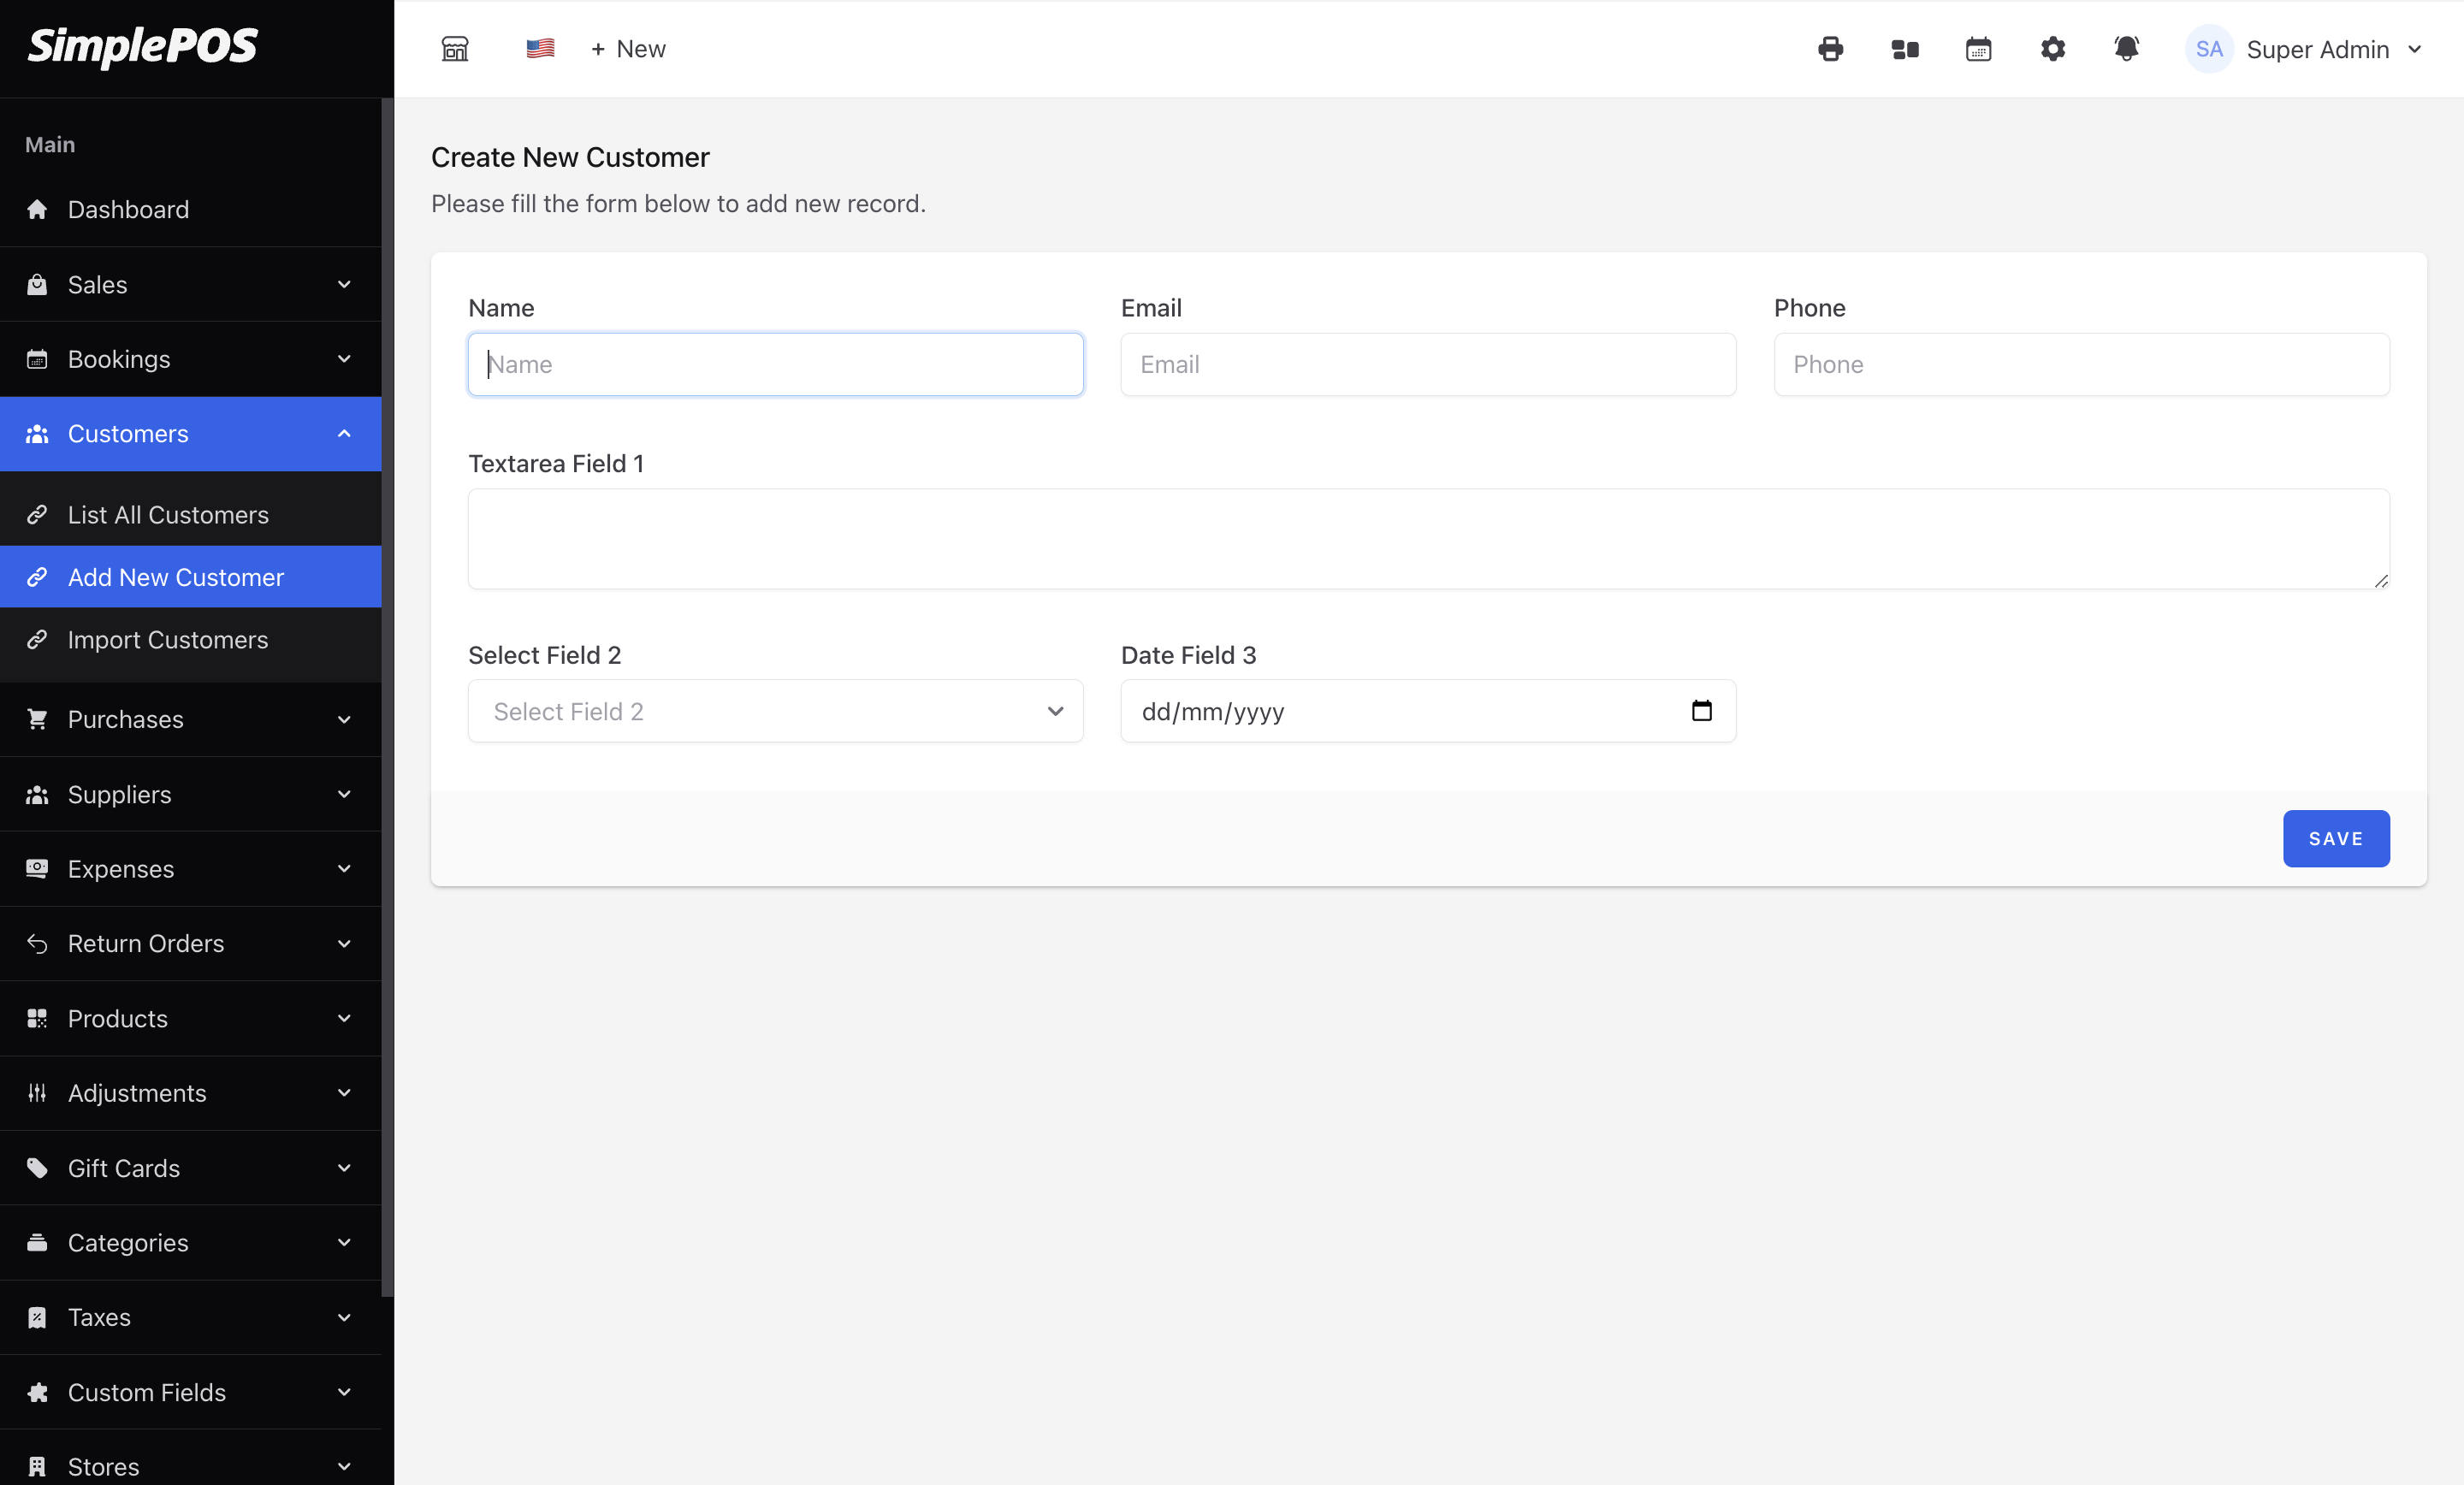 SimplePOS
+ New
SA Super Admin
Main
Dashboard
Sales
Bookings
Customers
List All Customers
Add New Customer
Import Customers
Purchases
Suppliers
Expenses
Return Orders
Products
Adjustments
Gift Cards
Categories
Taxes
Custom Fields
Stores
Create New Customer
Please fill the form below to add new record.
Name Email Phone
Name Email Phone
Textarea Field 1
Select Field 2 Date Field 3
Select Field 2 dd/mm/yyyy
SAVE